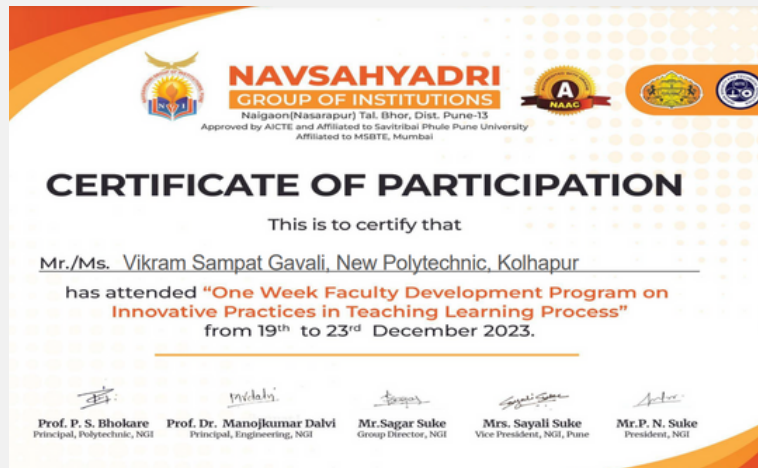 NAVSAHYADRI
GROUP OF INSTITUTIONS
Naigaon(Nasarapur) Tal. Bhor, Dist. Pune-13
Approved by AICTE and Affiliated to Savitribai Phule Pune University
Affiliated to MSBTE, Mumbai
N
I
A
NAAG
CERTIFICATE OF PARTICIPATION
This is to certify that
Mr./Ms. Vikram Sampat Gavali, New Polytechnic, Kolhapur
has attended “One Week Faculty Development Program on
Innovative Practices in Teaching Learning Process”
from 19th to 23rd December 2023.
Sayali Suke
Prof. P. S. Bhokare Prof. Dr. Manojkumar Dalvi Mr.Sagar Suke Mrs. Sayali Suke Mr.P. N. Suke
Principal, Polytechnic, NGI Principal, Engineering, NGI Group Director, NGI Vice President, NGI, Pune President, NGI